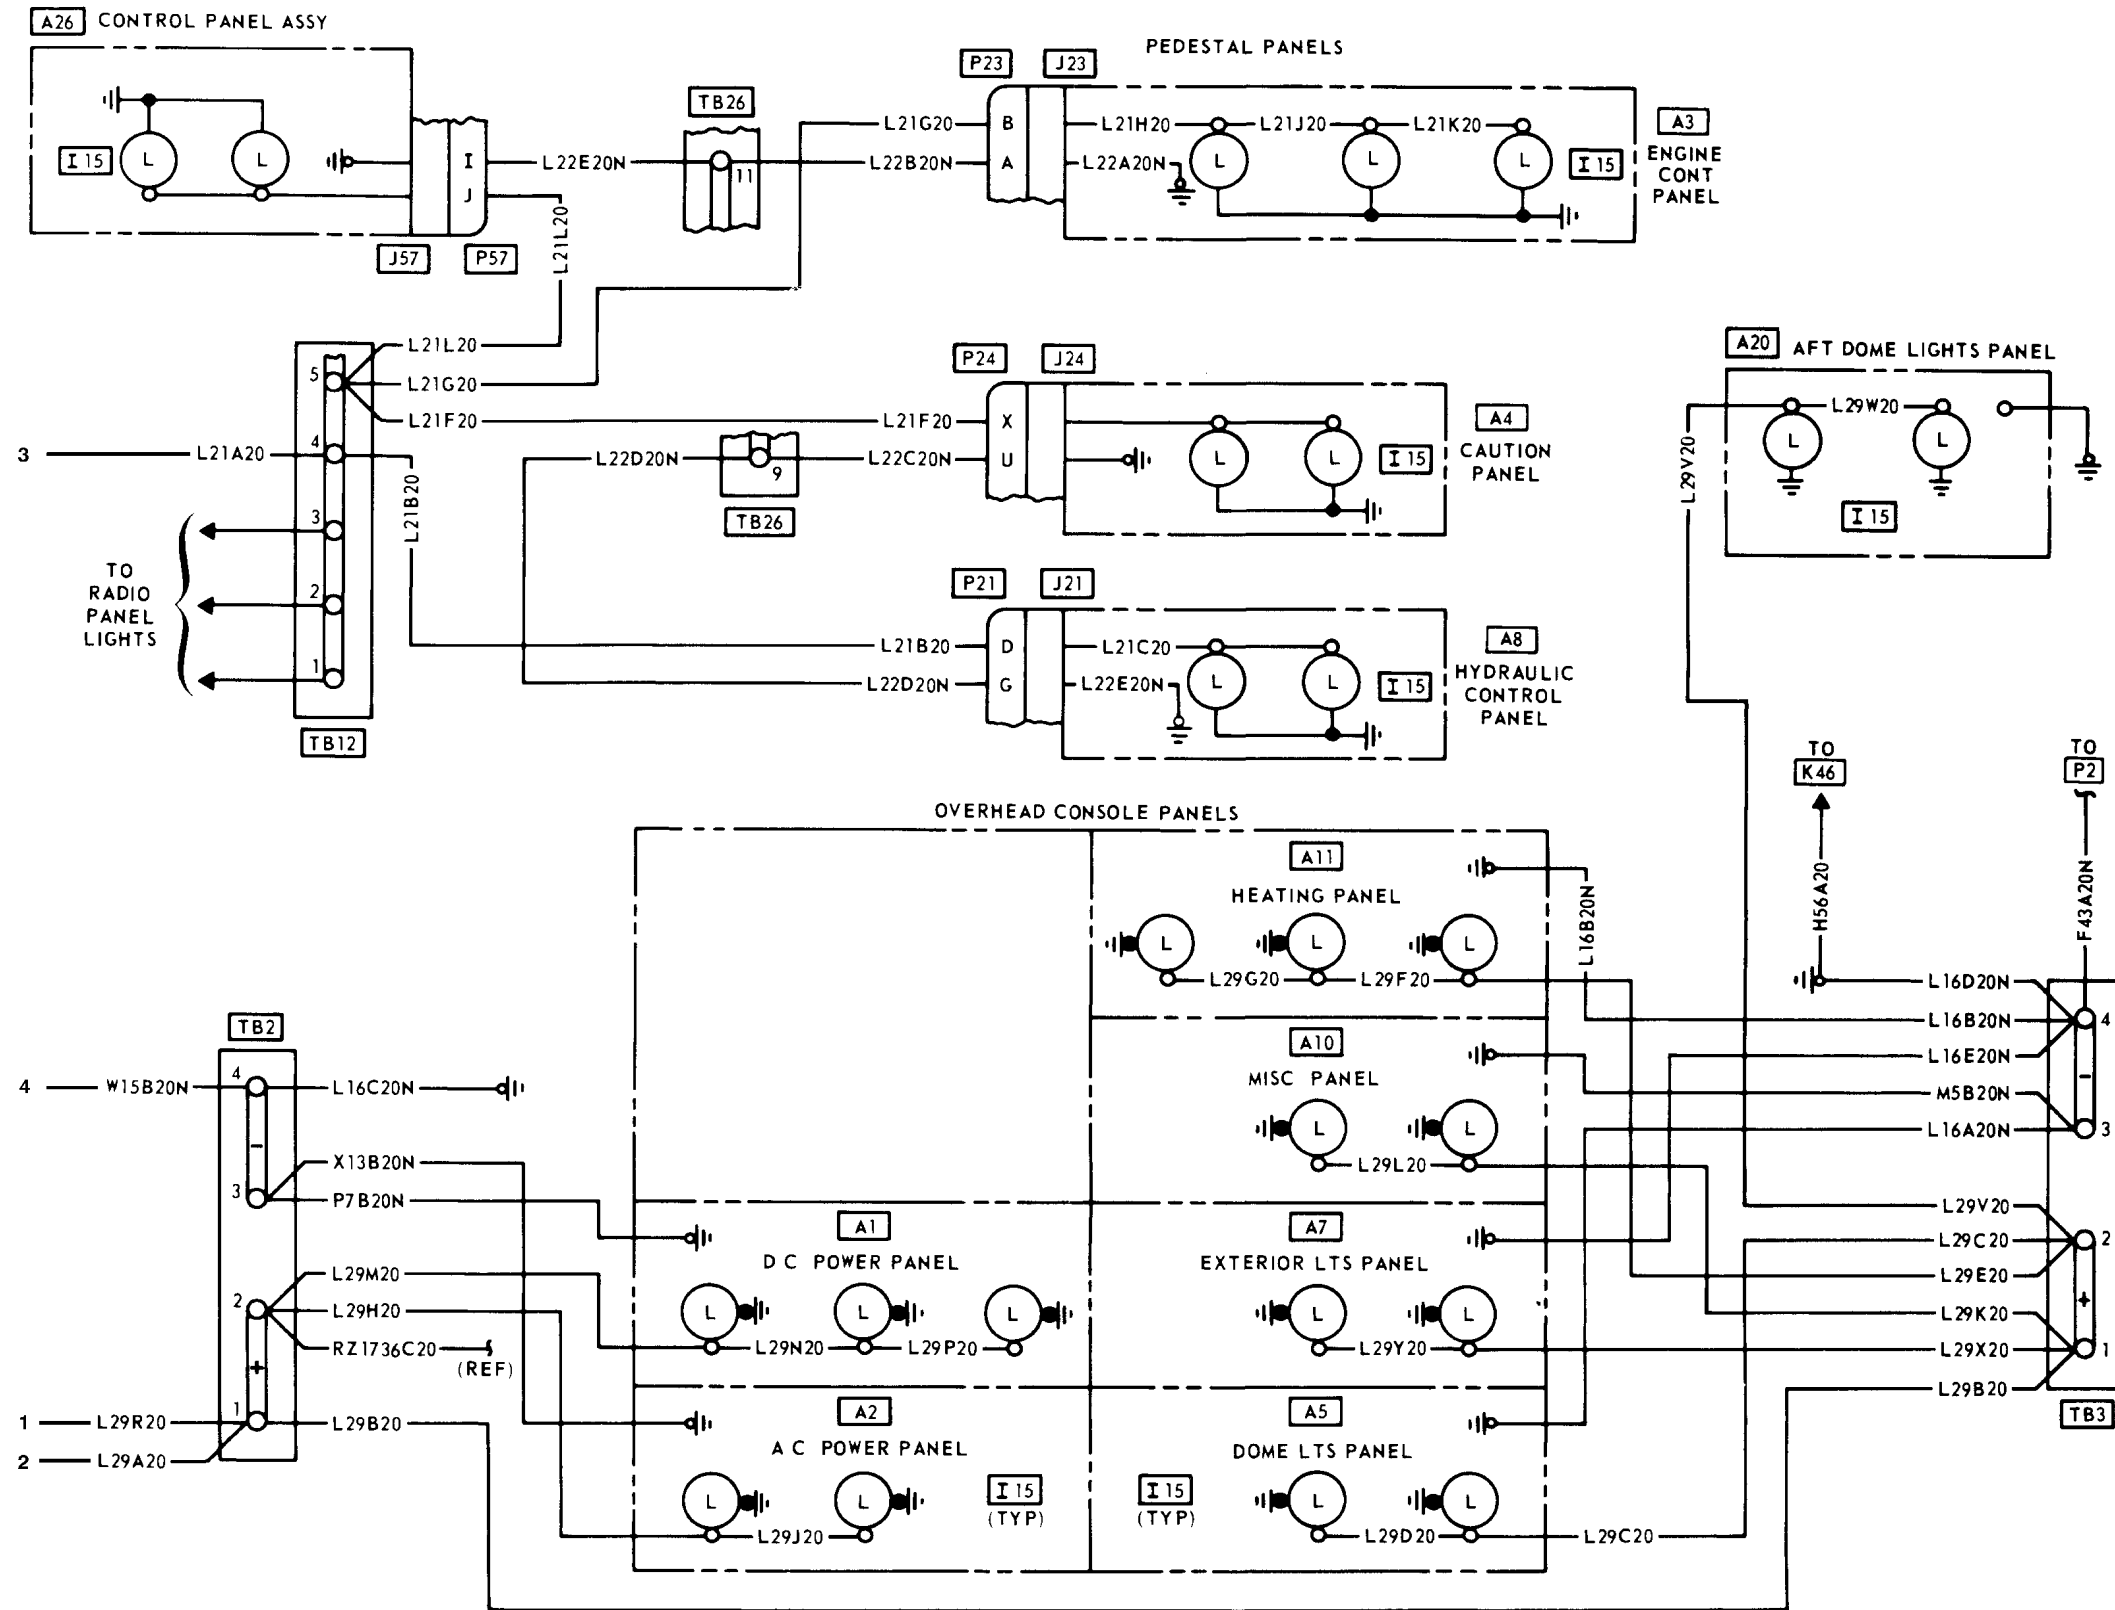 A26 CONTROL PANEL ASSY
I 15
L L
I
J
J57 P57
L22E20N
L21L20
TB26
11
PEDESTAL PANELS
P23 J23
L21G20 B L21H20 L21J20 L21K20
L22B20N A L22A20N
L L L
I 15
A3
ENGINE
CONT
PANEL
L21L20
L21G20
L21F20
3 L21A20
5
4
3
2
1
L21B20
TO
RADIO
PANEL
LIGHTS
TB12
P24 J24
L21F20 X
L22D20N 9 L22C20N U
TB26
L L
I 15
A4
CAUTION
PANEL
P21 J21
L21B20 D L21C20
L22D20N G L22E20N
L L
I 15
A8
HYDRAULIC
CONTROL
PANEL
A20 AFT DOME LIGHTS PANEL
L29W20
L L
I 15
L29V20
TO
K46
H56A20
TO
P2
F43A20N
OVERHEAD CONSOLE PANELS
A11
HEATING PANEL
L L L
L29G20 L29F20
L16B20N
A10
MISC PANEL
L L
L29L20
A1
DC POWER PANEL
L L L
L29N20 L29P20
A7
EXTERIOR LTS PANEL
L L
L29Y20
A2
AC POWER PANEL
L L
L29J20
I 15
(TYP)
A5
DOME LTS PANEL
L L
L29D20
I 15
(TYP)
L29C20
TB2
4 W15B20N 4 L16C20N
-
X13B20N
3 P7B20N
L29M20
2 L29H20
RZ1736C20
(REF)
+
1 L29R20 1 L29B20
2 L29A20
L16D20N
L16B20N 4
L16E20N
-
M5B20N
L16A20N 3
L29V20
L29C20 2
L29E20
+
L29K20
L29X20 1
L29B20
TB3